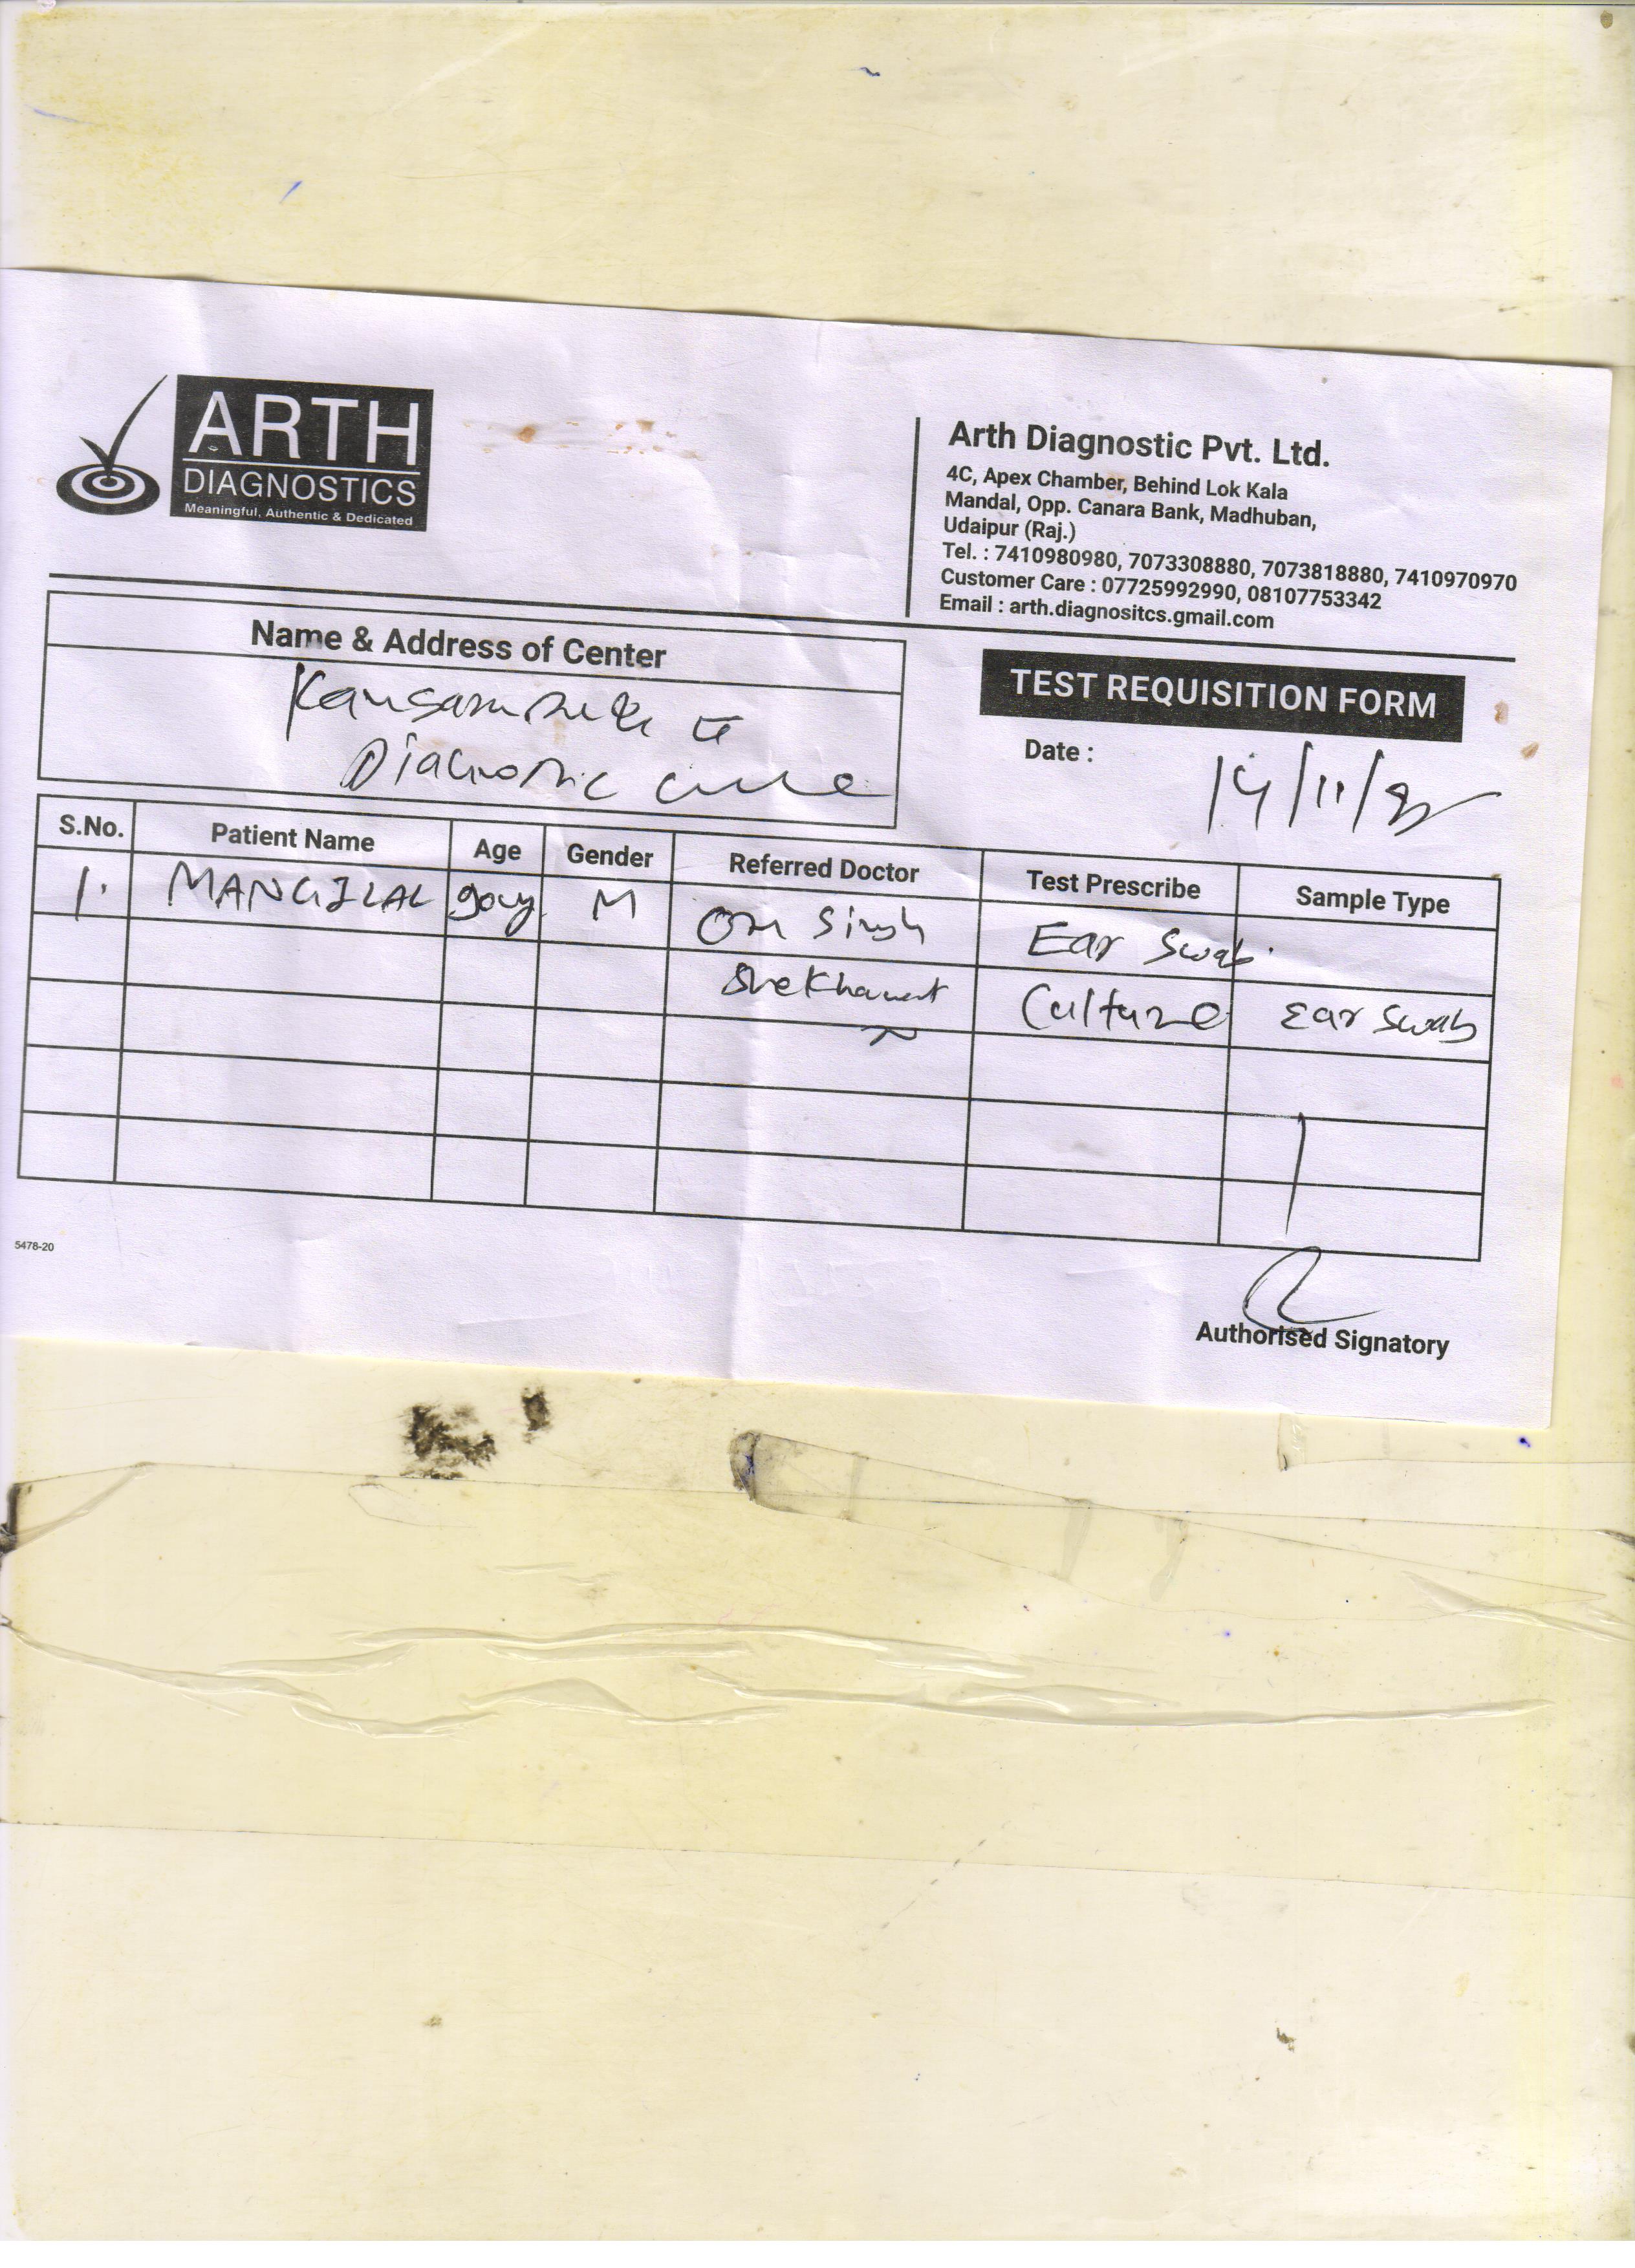 ARTH
DIAGNOSTICS
Meaningful, Authentic & Dedicated
Arth Diagnostic Pvt. Ltd.
4C, Apex Chamber, Behind Lok Kala
Mandal, Opp. Canara Bank, Madhuban,
Udaipur (Raj.)
Tel. : 7410980980, 7073308880, 7073818880, 7410970970
Customer Care : 07725992990, 08107753342
Email : arth.diagnositcs.gmail.com
Name & Address of Center
Diagnostic
TEST REQUISITION FORM
Date : 14/11/
S.No. Patient Name Age Gender Referred Doctor Test Prescribe Sample Type
1. MANGILAL M Om Singh Ear Swab.
Shekhawat Culture Ear Swab
5478-20
Authorised Signatory